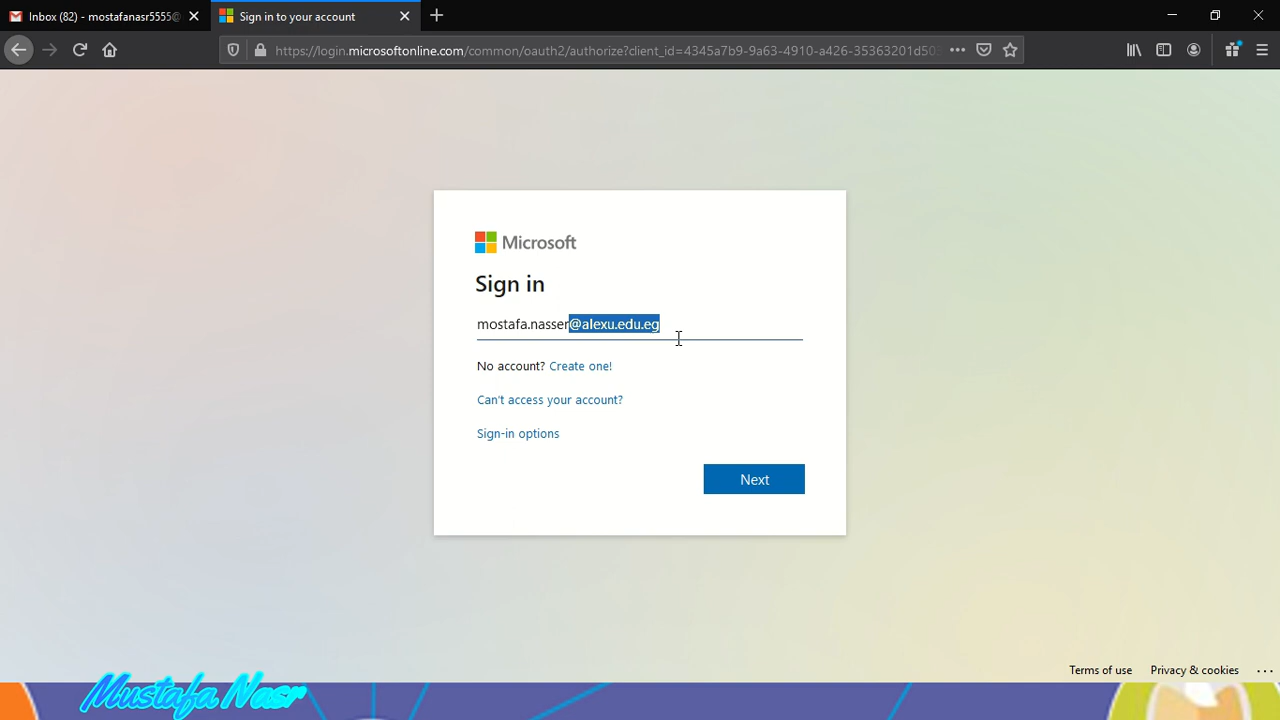 Inbox (82) - mostafanasr5555@
Sign in to your account
https://login.microsoftonline.com/common/oauth2/authorize?client_id=4345a7b9-9a63-4910-a426-35363201d503
Microsoft
Sign in
mostafa.nasser@alexu.edu.eg
No account? Create one!
Can't access your account?
Sign-in options
Next
Terms of use Privacy & cookies ...
Mustafa Nasr